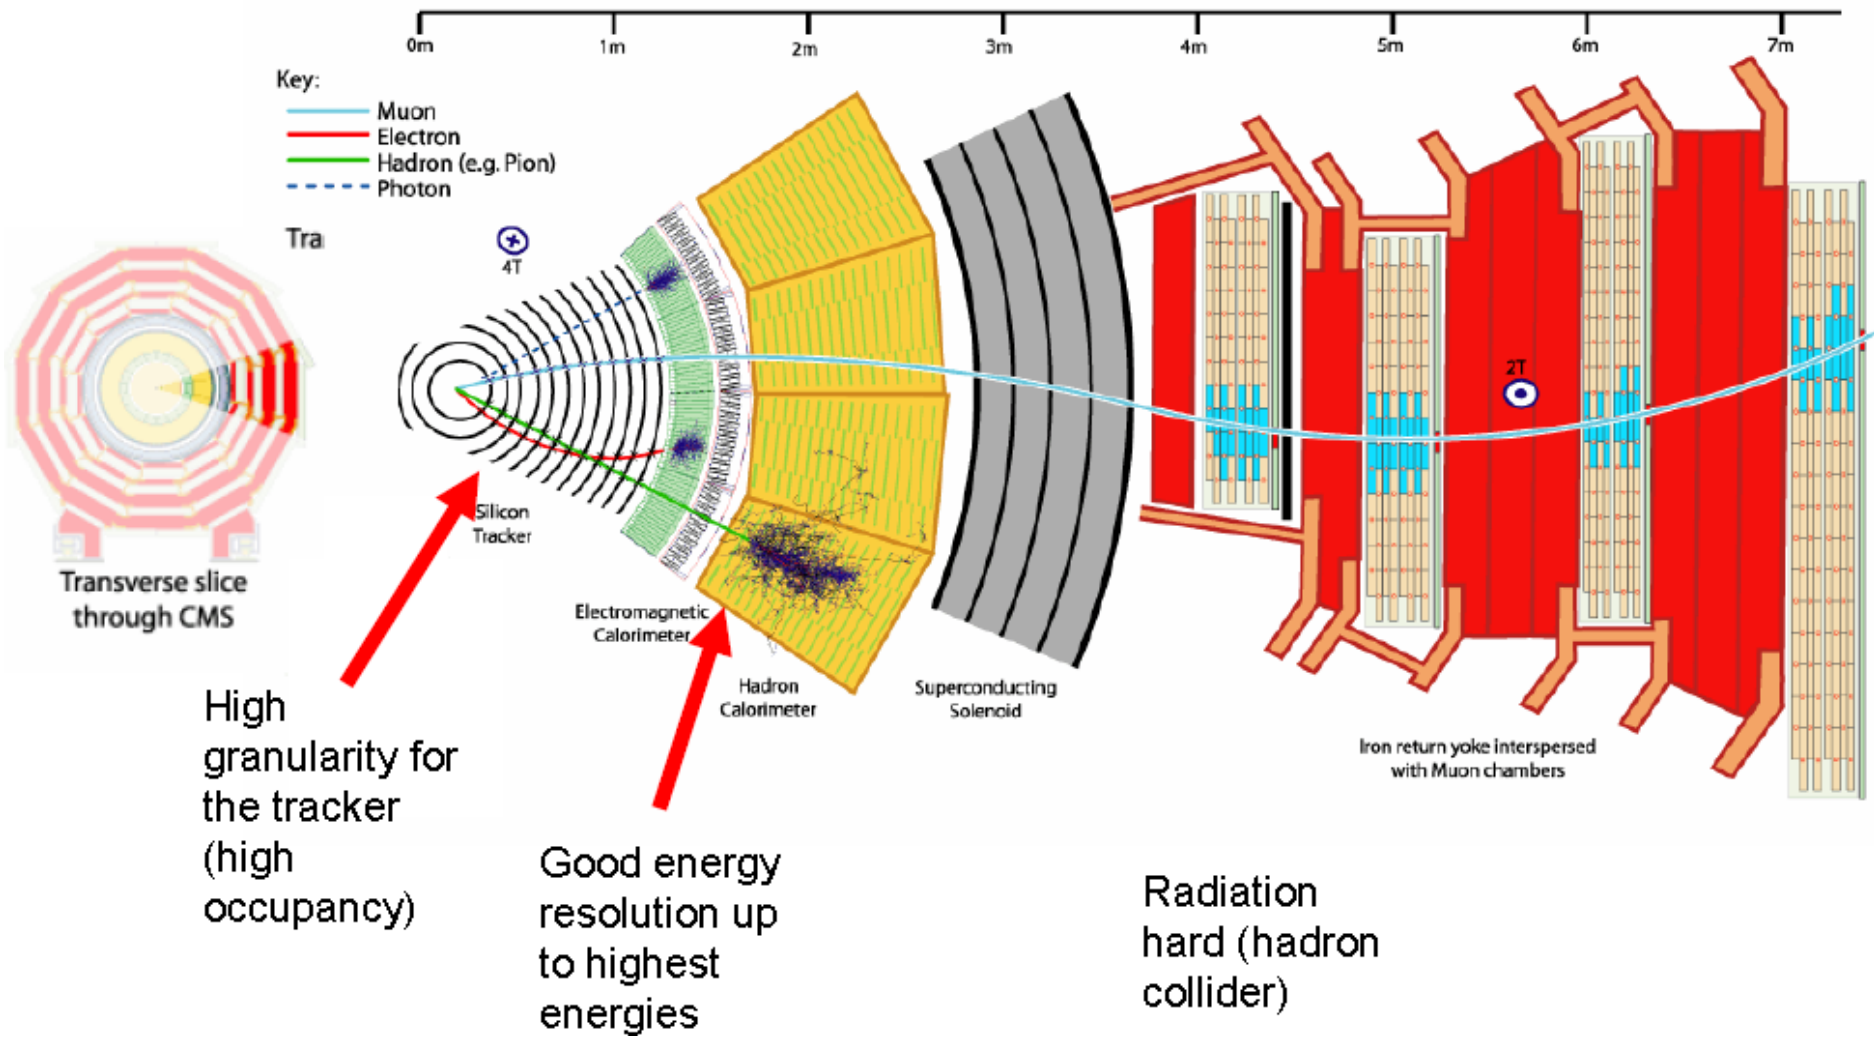 0m 1m 2m 3m 4m 5m 6m 7m
Key:
Muon
Electron
Hadron (e.g. Pion)
Photon
Tra
4T
2T
Silicon
Tracker
Electromagnetic
Calorimeter
Hadron
Calorimeter
Superconducting
Solenoid
Iron return yoke interspersed
with Muon chambers
Transverse slice
through CMS
High
granularity for
the tracker
(high
occupancy)
Good energy
resolution up
to highest
energies
Radiation
hard (hadron
collider)